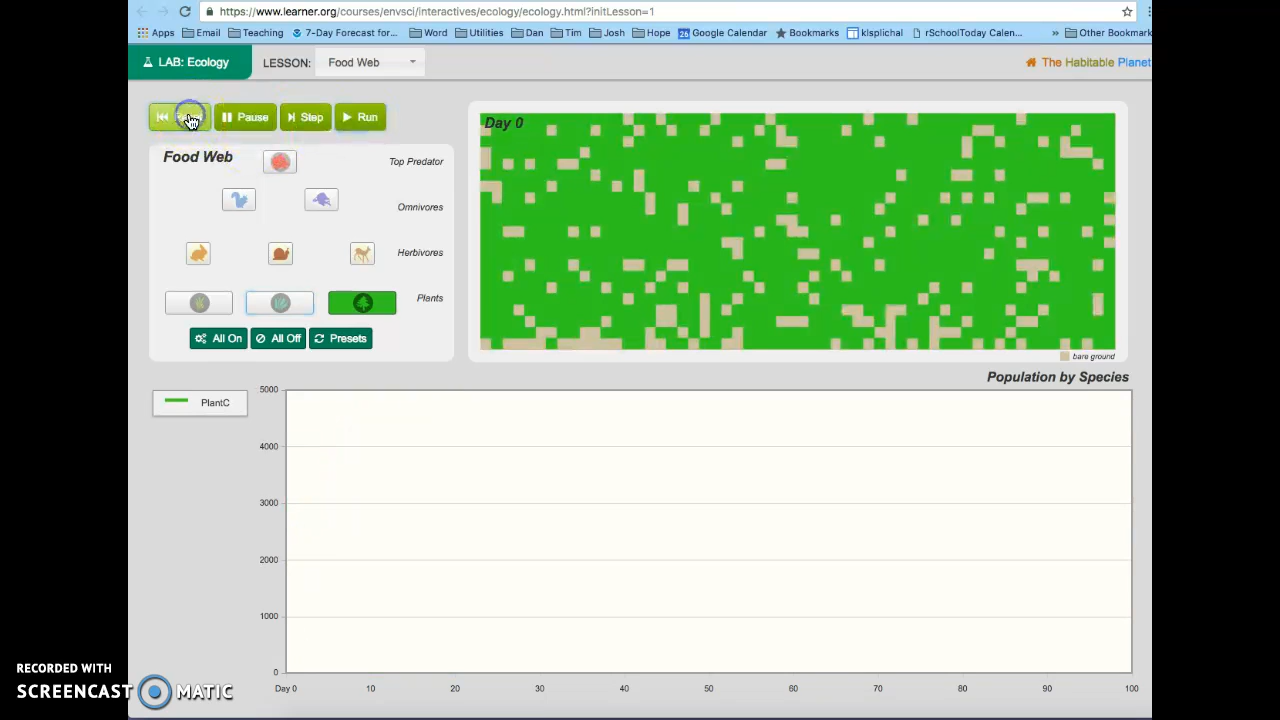 https://www.learner.org/courses/envsci/interactives/ecology/ecology.html?initLesson=1
Apps Email Teaching 7-Day Forecast for... Word Utilities Dan Tim Josh Hope 26 Google Calendar Bookmarks klsplichal rSchoolToday Calen... » Other Bookmark
LAB: Ecology LESSON: Food Web The Habitable Planet
Pause Step Run
Food Web
Top Predator
Omnivores
Herbivores
Plants
All On All Off Presets
Day 0
bare ground
Population by Species
PlantC
5000
4000
3000
2000
1000
0
Day 0 10 20 30 40 50 60 70 80 90 100
RECORDED WITH
SCREENCAST MATIC